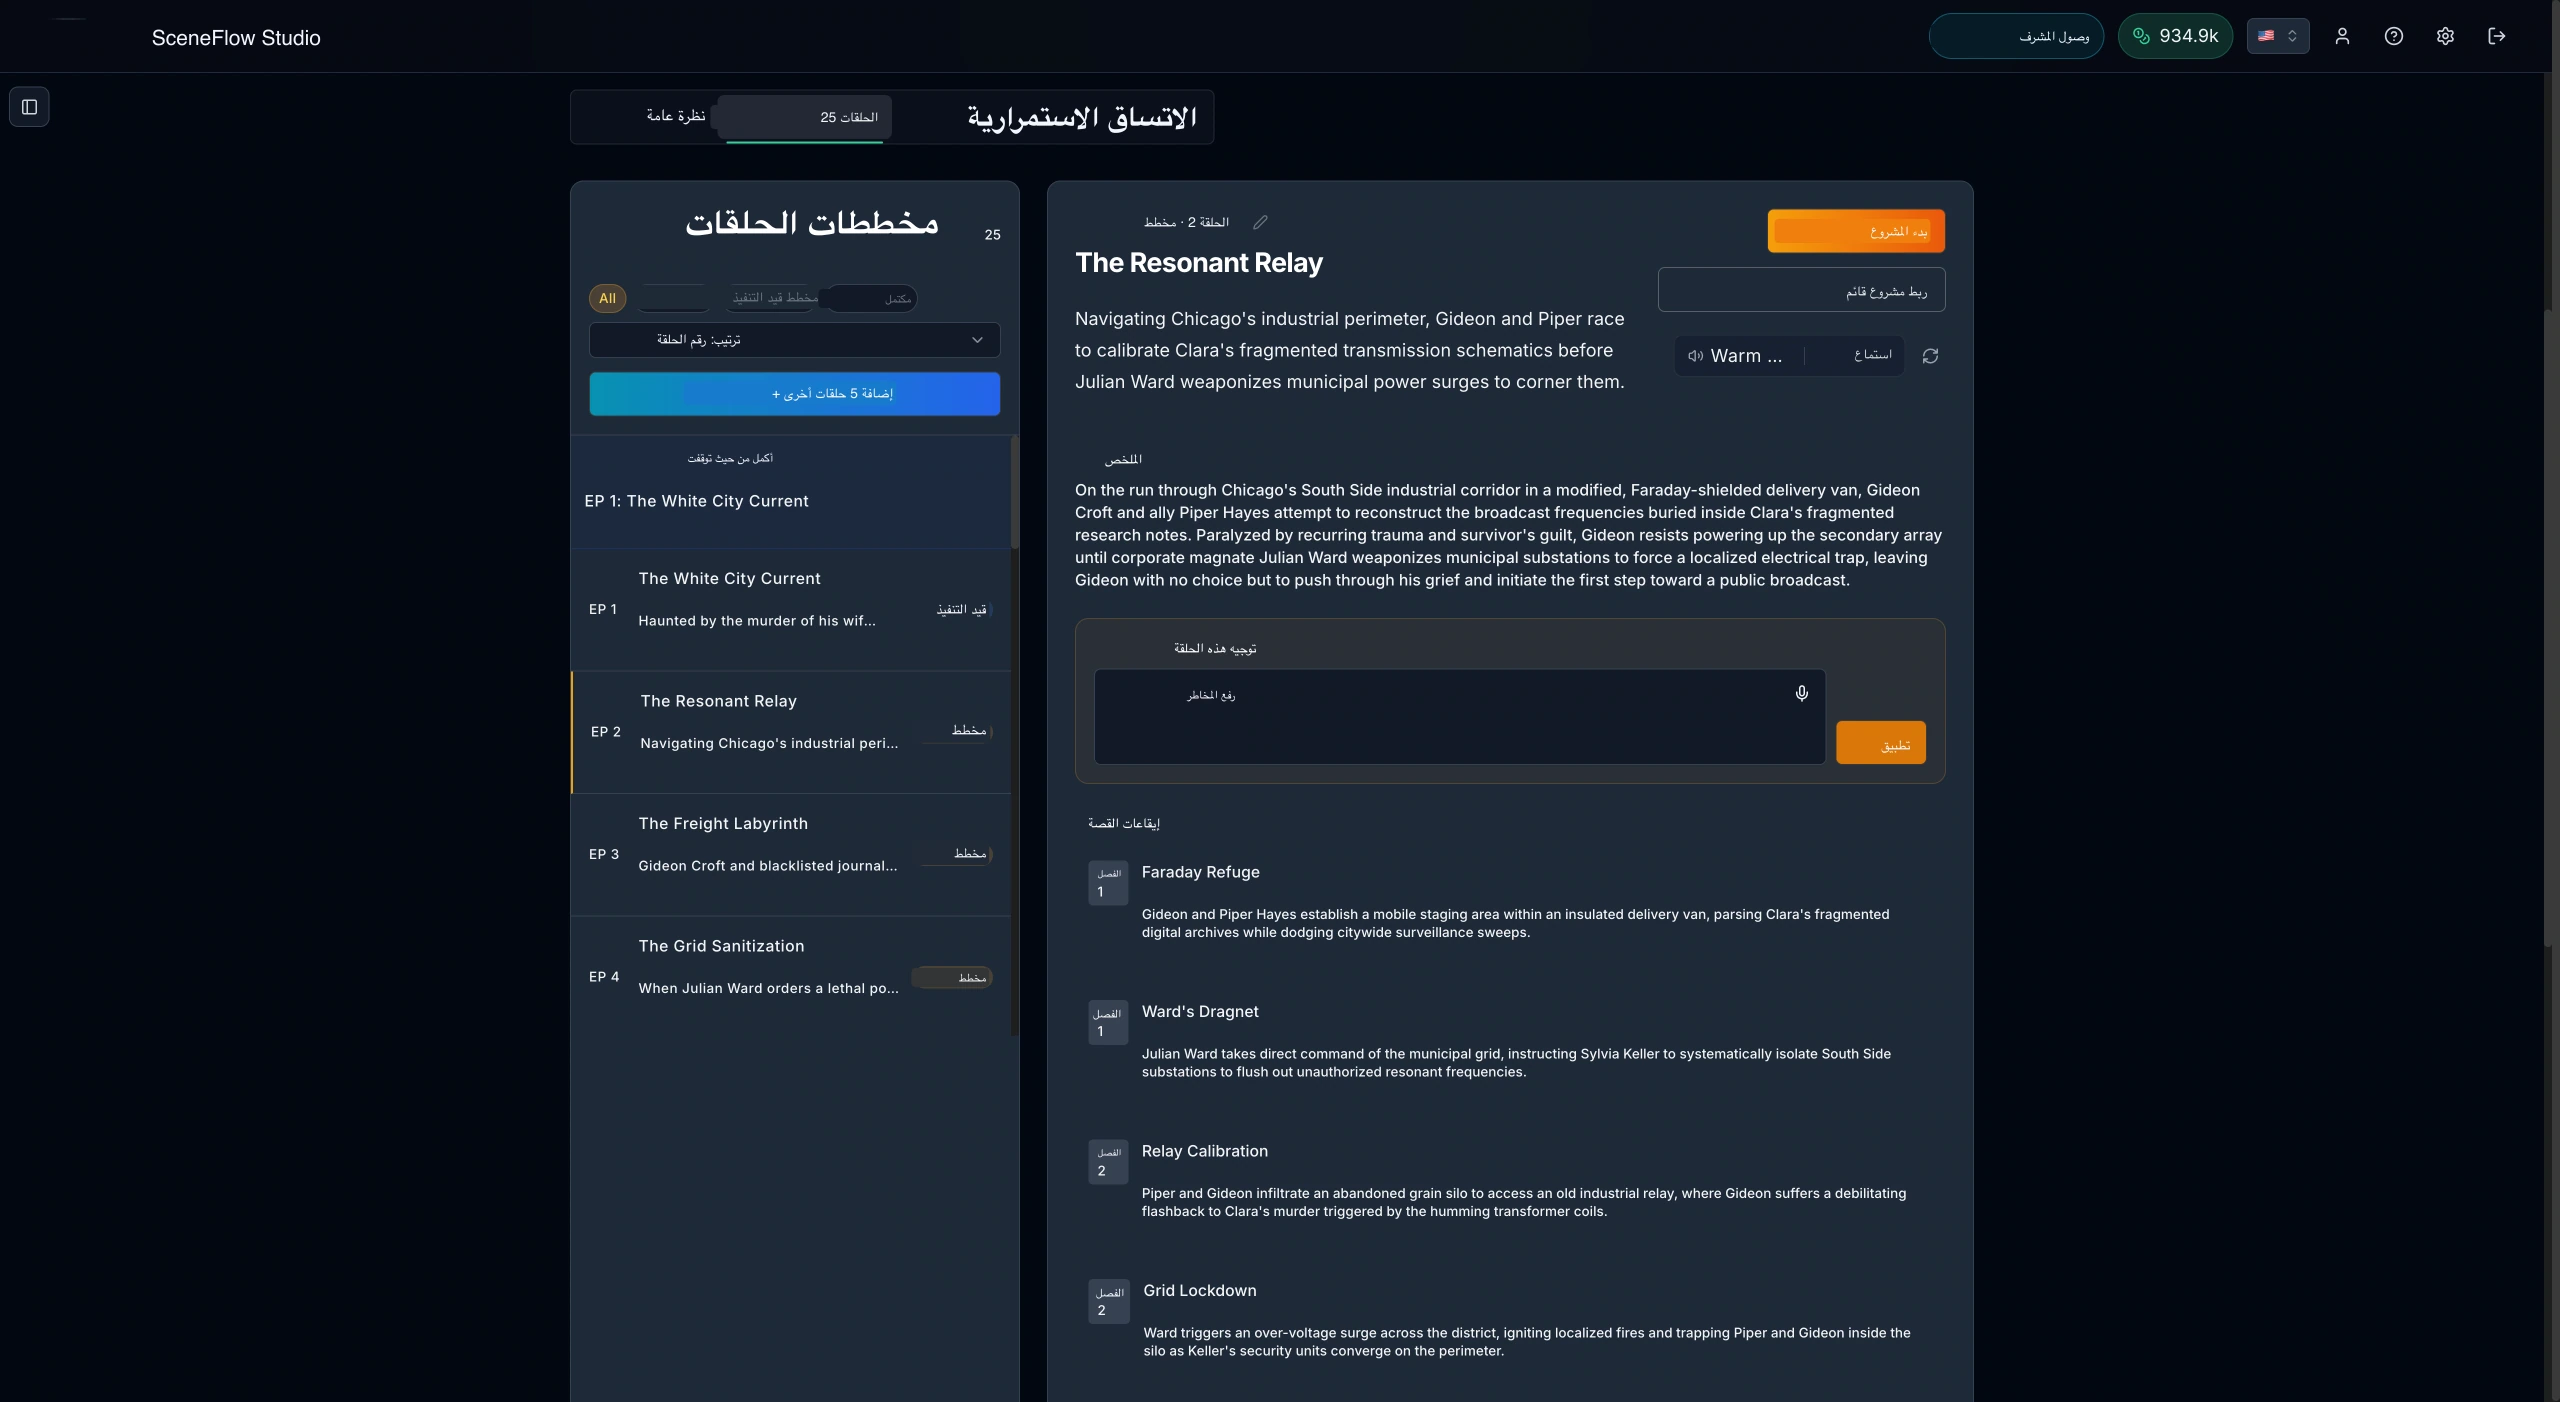 SceneFlow Studio
وصول المشرف
934.9k
نظرة عامة
الحلقات 25
الاتساق الاستمرارية
مخططات الحلقات
25
All
مخطط قيد التنفيذ
مكتمل
ترتيب: رقم الحلقة
إضافة 5 حلقات أخرى +
أكمل من حيث توقفت
EP 1: The White City Current
EP 1
The White City Current
Haunted by the murder of his wif...
قيد التنفيذ
EP 2
The Resonant Relay
Navigating Chicago's industrial peri...
مخطط
EP 3
The Freight Labyrinth
Gideon Croft and blacklisted journal...
مخطط
EP 4
The Grid Sanitization
When Julian Ward orders a lethal po...
مخطط
الحلقة 2 · مخطط
The Resonant Relay
Navigating Chicago's industrial perimeter, Gideon and Piper race
to calibrate Clara's fragmented transmission schematics before
Julian Ward weaponizes municipal power surges to corner them.
بدء المشروع
ربط مشروع قائم
Warm ...
استماع
الملخص
On the run through Chicago's South Side industrial corridor in a modified, Faraday-shielded delivery van, Gideon
Croft and ally Piper Hayes attempt to reconstruct the broadcast frequencies buried inside Clara's fragmented
research notes. Paralyzed by recurring trauma and survivor's guilt, Gideon resists powering up the secondary array
until corporate magnate Julian Ward weaponizes municipal substations to force a localized electrical trap, leaving
Gideon with no choice but to push through his grief and initiate the first step toward a public broadcast.
توجيه هذه الحلقة
رفع المخاطر
تطبيق
إيقاعات القصة
الفصل
1
Faraday Refuge
Gideon and Piper Hayes establish a mobile staging area within an insulated delivery van, parsing Clara's fragmented
digital archives while dodging citywide surveillance sweeps.
الفصل
1
Ward's Dragnet
Julian Ward takes direct command of the municipal grid, instructing Sylvia Keller to systematically isolate South Side
substations to flush out unauthorized resonant frequencies.
الفصل
2
Relay Calibration
Piper and Gideon infiltrate an abandoned grain silo to access an old industrial relay, where Gideon suffers a debilitating
flashback to Clara's murder triggered by the humming transformer coils.
الفصل
2
Grid Lockdown
Ward triggers an over-voltage surge across the district, igniting localized fires and trapping Piper and Gideon inside the
silo as Keller's security units converge on the perimeter.